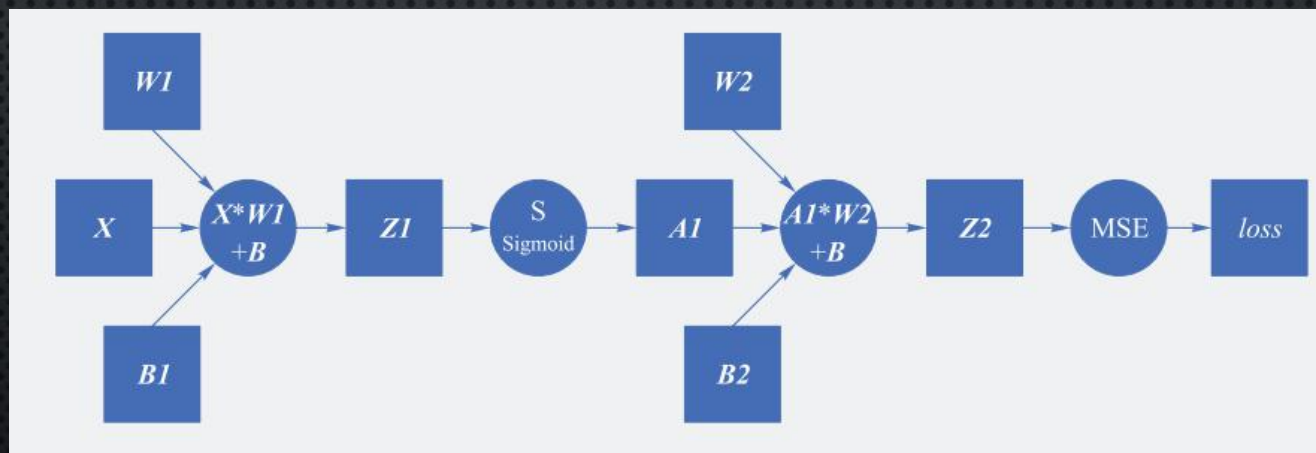 W1
W2
X
X*W1
+B
Z1
S
Sigmoid
A1
A1*W2
+B
Z2
MSE
loss
B1
B2